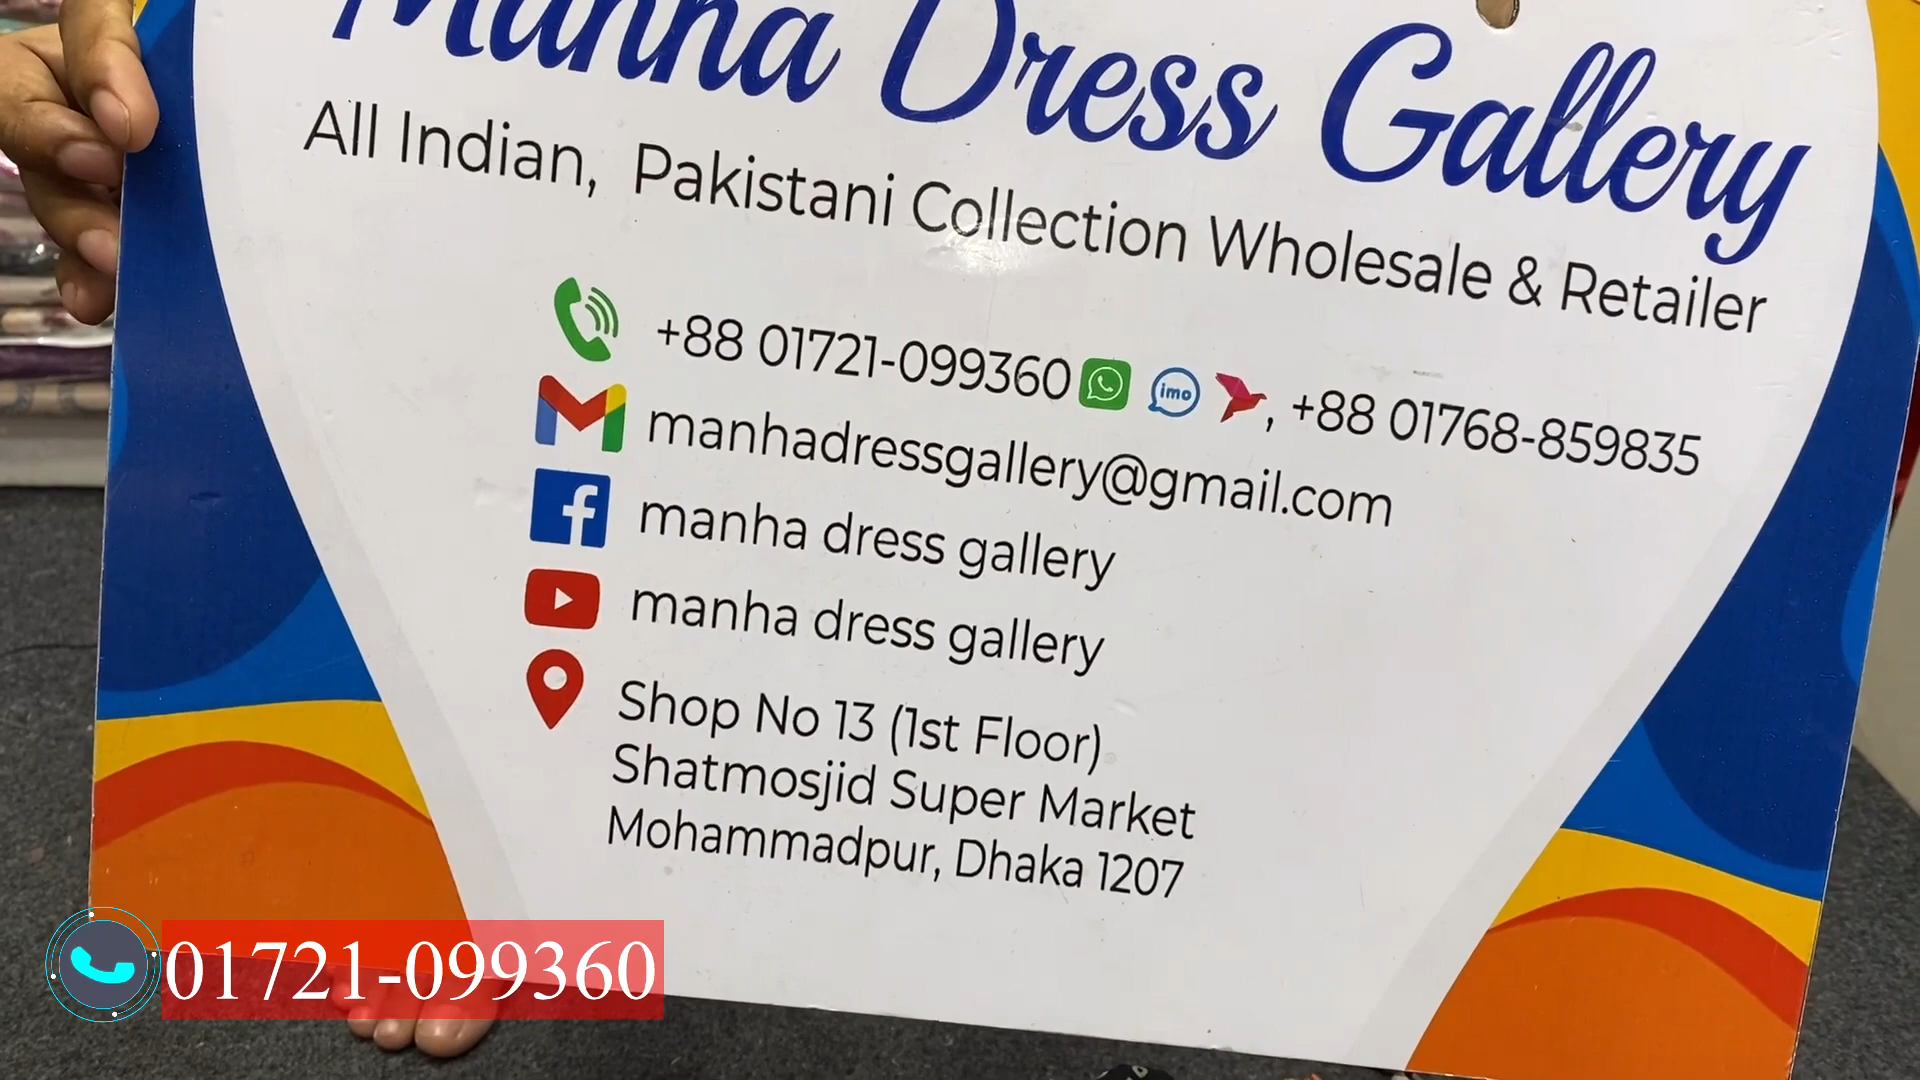 Manha Dress Gallery
All Indian, Pakistani Collection Wholesale & Retailer
+88 01721-099360 imo, +88 01768-859835
manhadressgallery@gmail.com
manha dress gallery
manha dress gallery
Shop No 13 (1st Floor)
Shatmosjid Super Market
Mohammadpur, Dhaka 1207
01721-099360